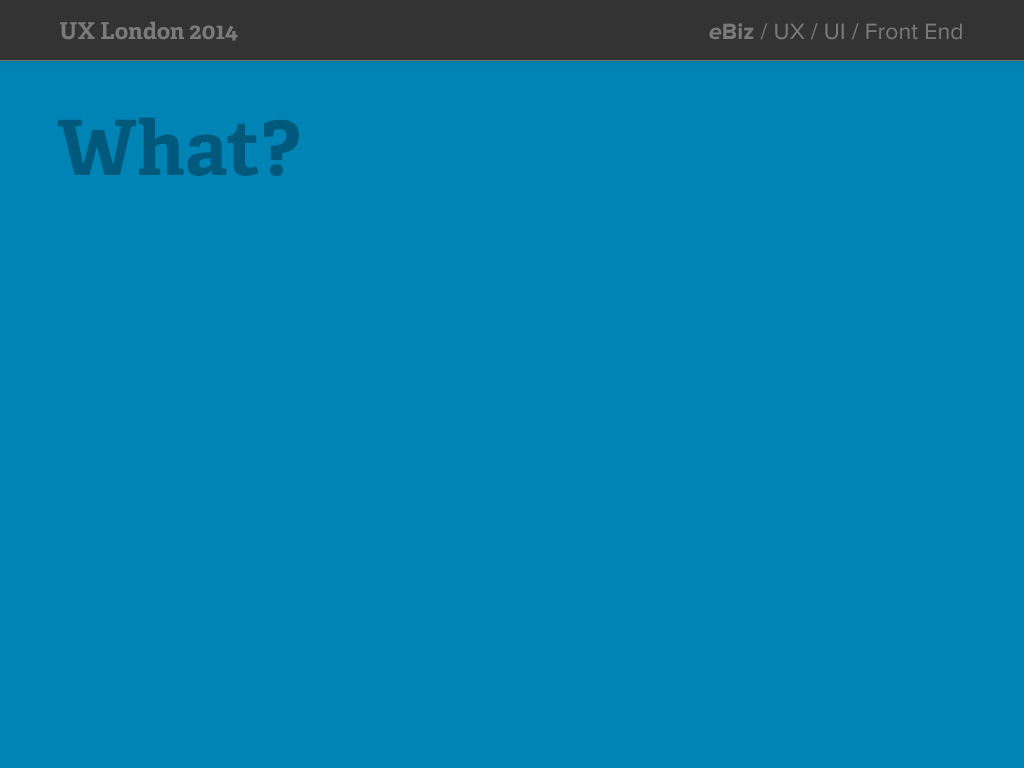 UX London 2014
eBiz / UX / UI / Front End
What?